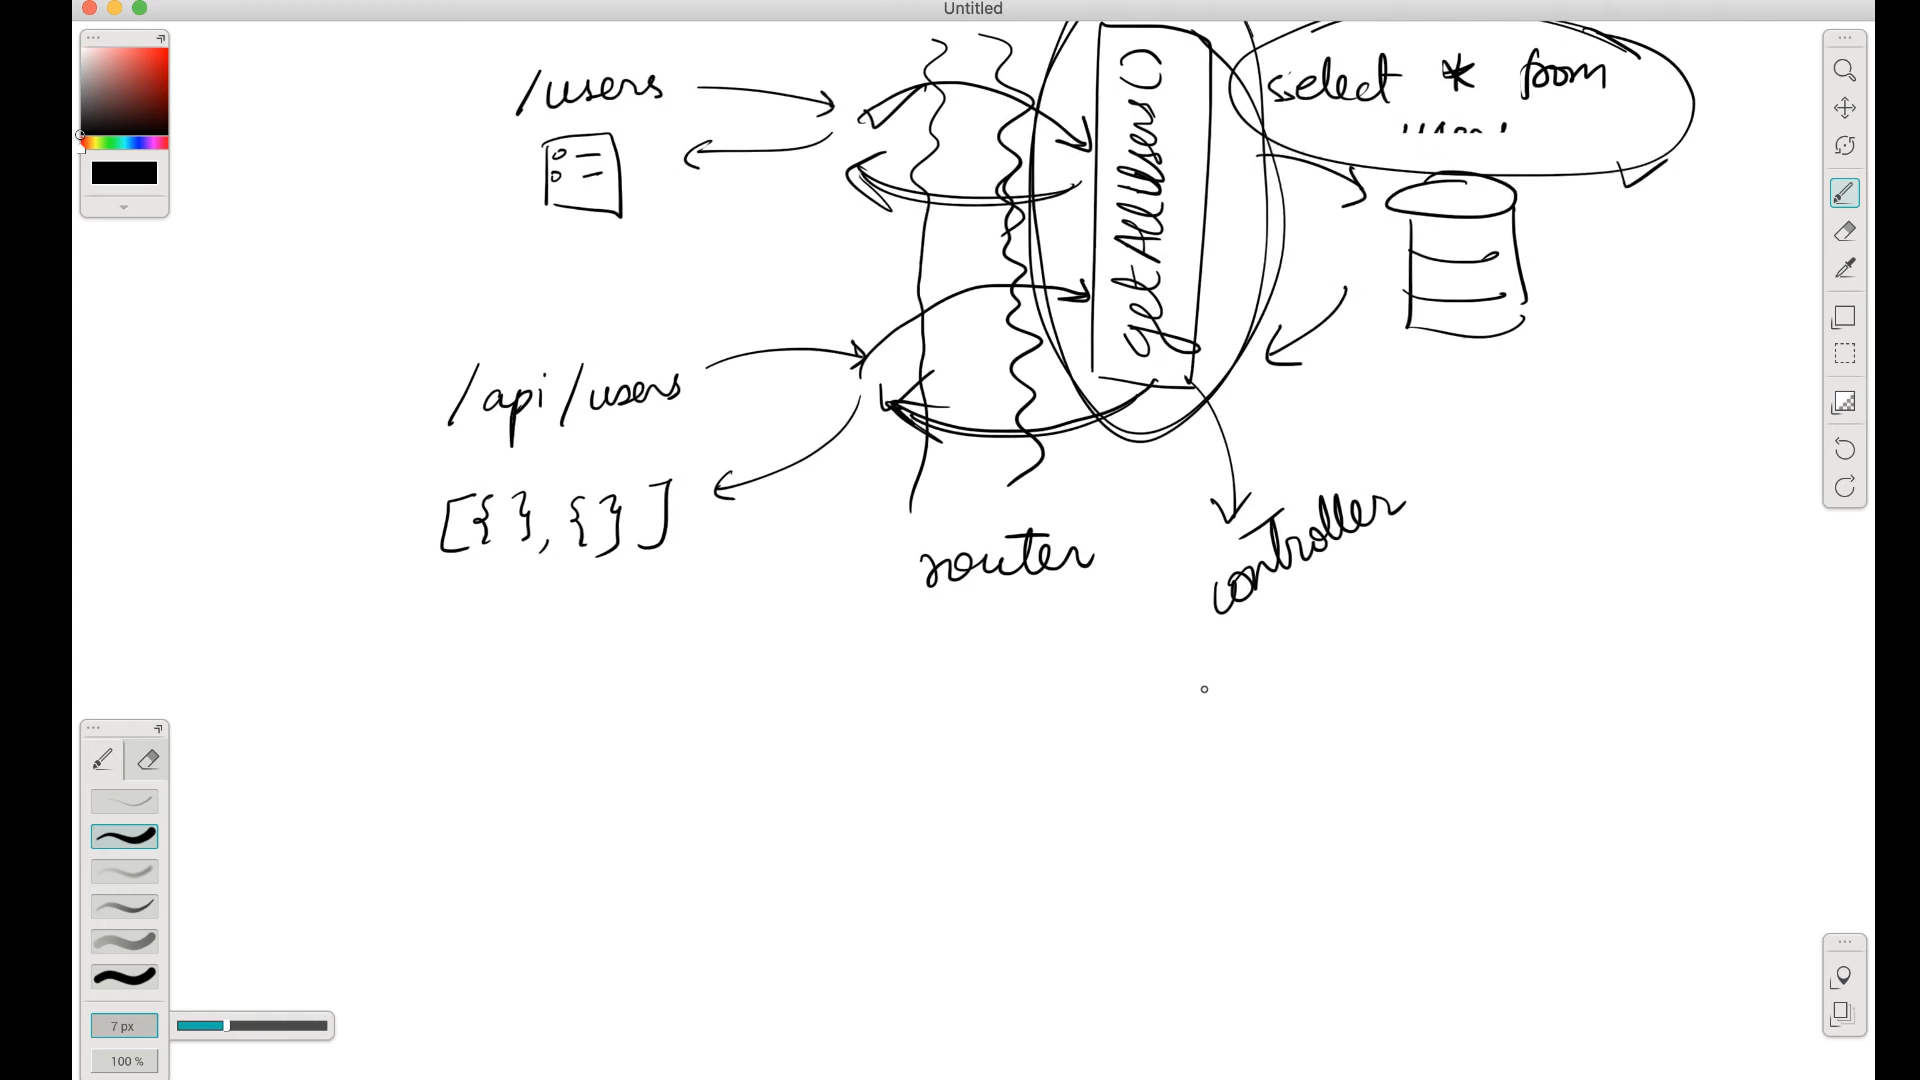 Untitled
/users
select * from
getAllUsers()
/api/users
[{ }, { }]
router
controller
7 px
100 %